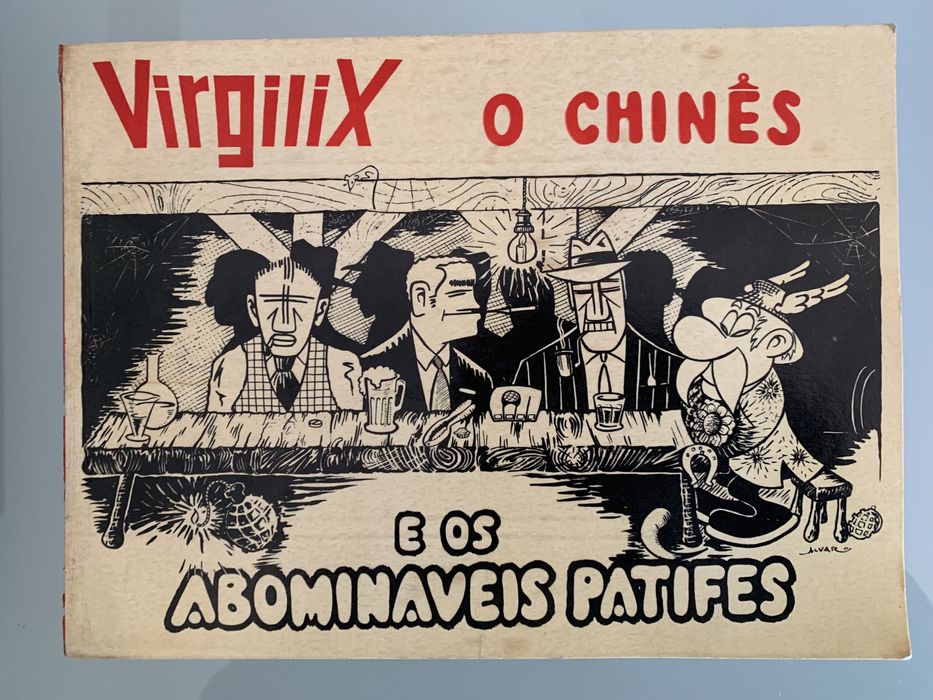 VirgiliX O CHINÊS
E OS
ABOMINAVEIS PATIFES
ALVARO